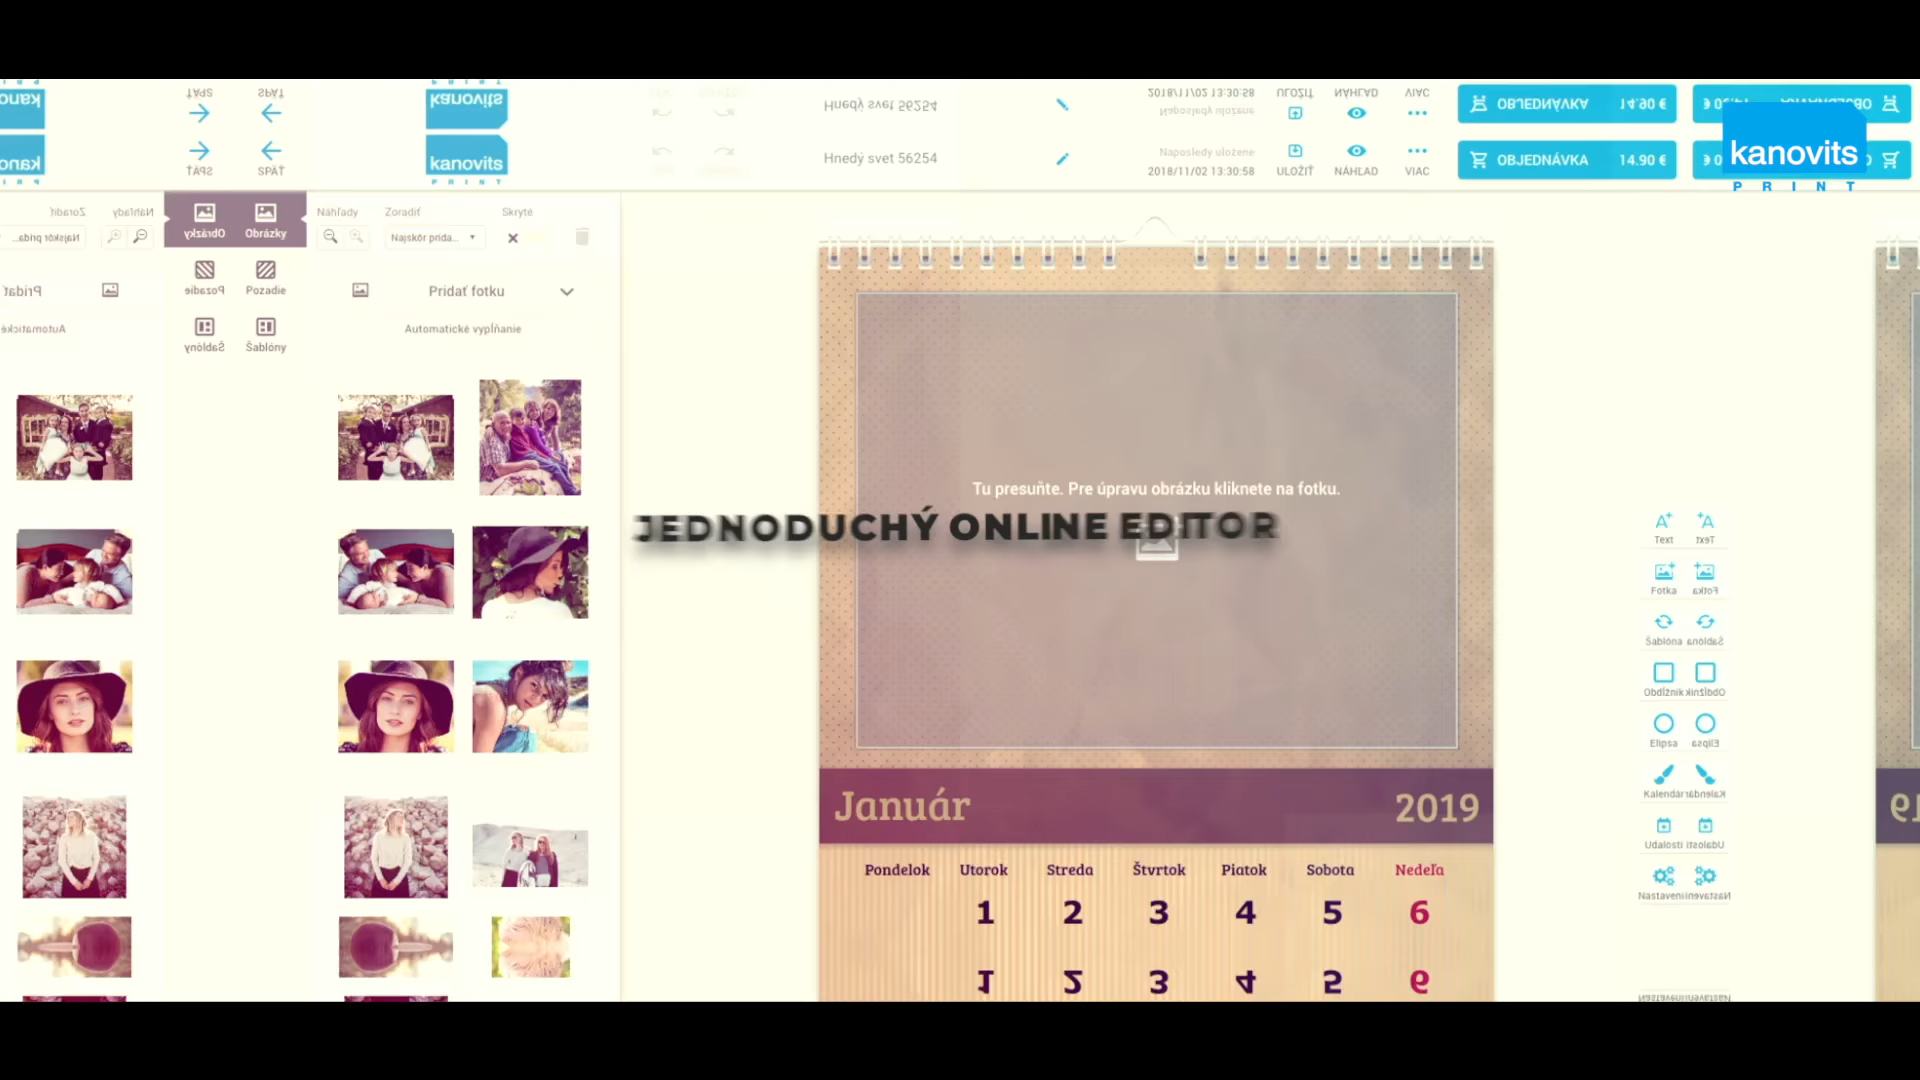 kanovits
SPÄŤ
Hnedý svet 56254
Naposledy uložené
2018/11/02 13:30:58
ULOŽIŤ
NÁHĽAD
VIAC
OBJEDNÁVKA 14.90 €
kanovits
PRINT
Obrázky
Pozadie
Šablóny
Náhľady
Zoradiť
Skryté
Najskôr prida...
Pridať fotku
Automatické vypĺňanie
Tu presuňte. Pre úpravu obrázku kliknete na fotku.
JEDNODUCHÝ ONLINE EDITOR
Január 2019
Pondelok Utorok Streda Štvrtok Piatok Sobota Nedeľa
1 2 3 4 5 6
Text
Fotka
Šablóna
Obdĺžnik
Elipsa
Kalendár
Udalosti
Nastavení